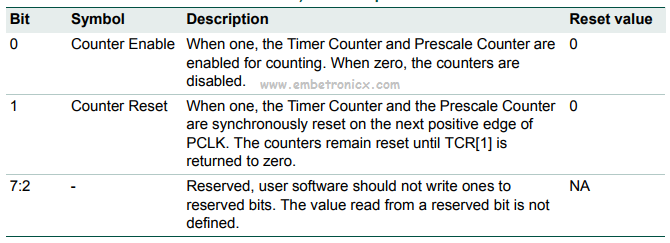 Bit Symbol Description Reset value
0 Counter Enable When one, the Timer Counter and Prescale Counter are 0
enabled for counting. When zero, the counters are
disabled.
www.embetronicx.com
1 Counter Reset When one, the Timer Counter and the Prescale Counter 0
are synchronously reset on the next positive edge of
PCLK. The counters remain reset until TCR[1] is
returned to zero.
7:2 - Reserved, user software should not write ones to NA
reserved bits. The value read from a reserved bit is not
defined.